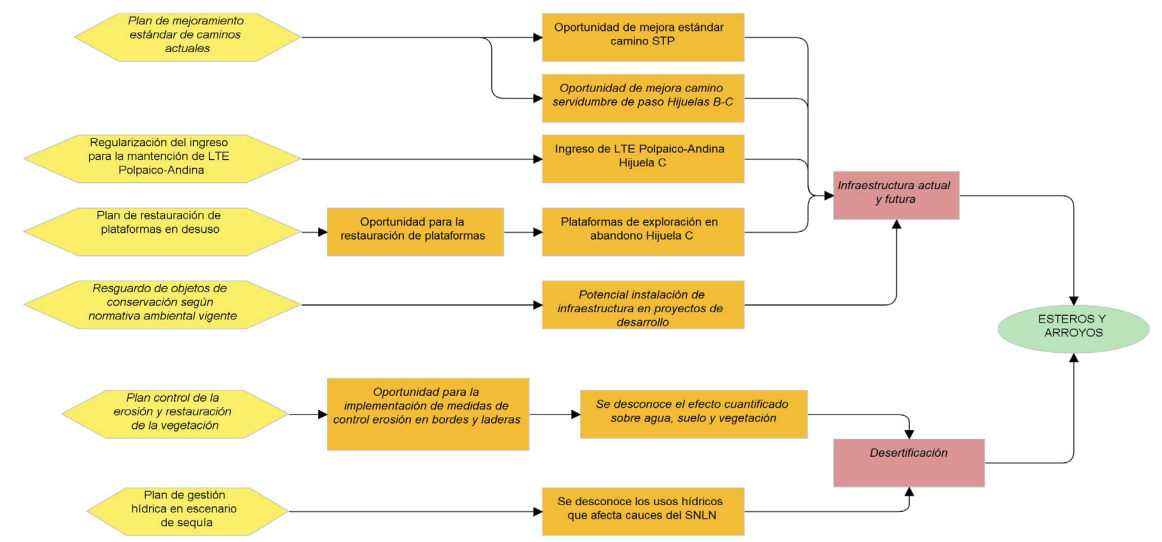 Plan de mejoramiento
estándar de caminos
actuales
Oportunidad de mejora estándar
camino STP
Oportunidad de mejora camino
servidumbre de paso Hijuelas B-C
Regularización del ingreso
para la mantención de LTE
Polpaico-Andina
Ingreso de LTE Polpaico-Andina
Hijuela C
Infraestructura actual
y futura
Plan de restauración de
plataformas en desuso
Oportunidad para la
restauración de plataformas
Plataformas de exploración en
abandono Hijuela C
Resguardo de objetos de
conservación según
normativa ambiental vigente
Potencial instalación de
infraestructura en proyectos de
desarrollo
ESTEROS Y
ARROYOS
Plan control de la
erosión y restauración
de la vegetación
Oportunidad para la
implementación de medidas de
control erosión en bordes y laderas
Se desconoce el efecto cuantificado
sobre agua, suelo y vegetación
Desertificación
Plan de gestión
hídrica en escenario
de sequía
Se desconoce los usos hídricos
que afecta cauces del SNLN